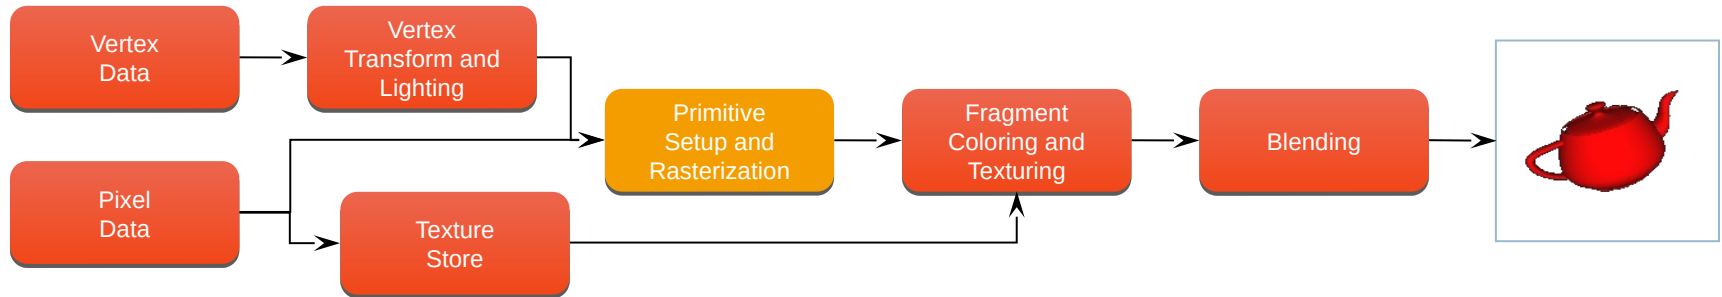 Vertex
Data
Vertex
Transform and
Lighting
Primitive
Setup and
Rasterization
Fragment
Coloring and
Texturing
Blending
Pixel
Data
Texture
Store